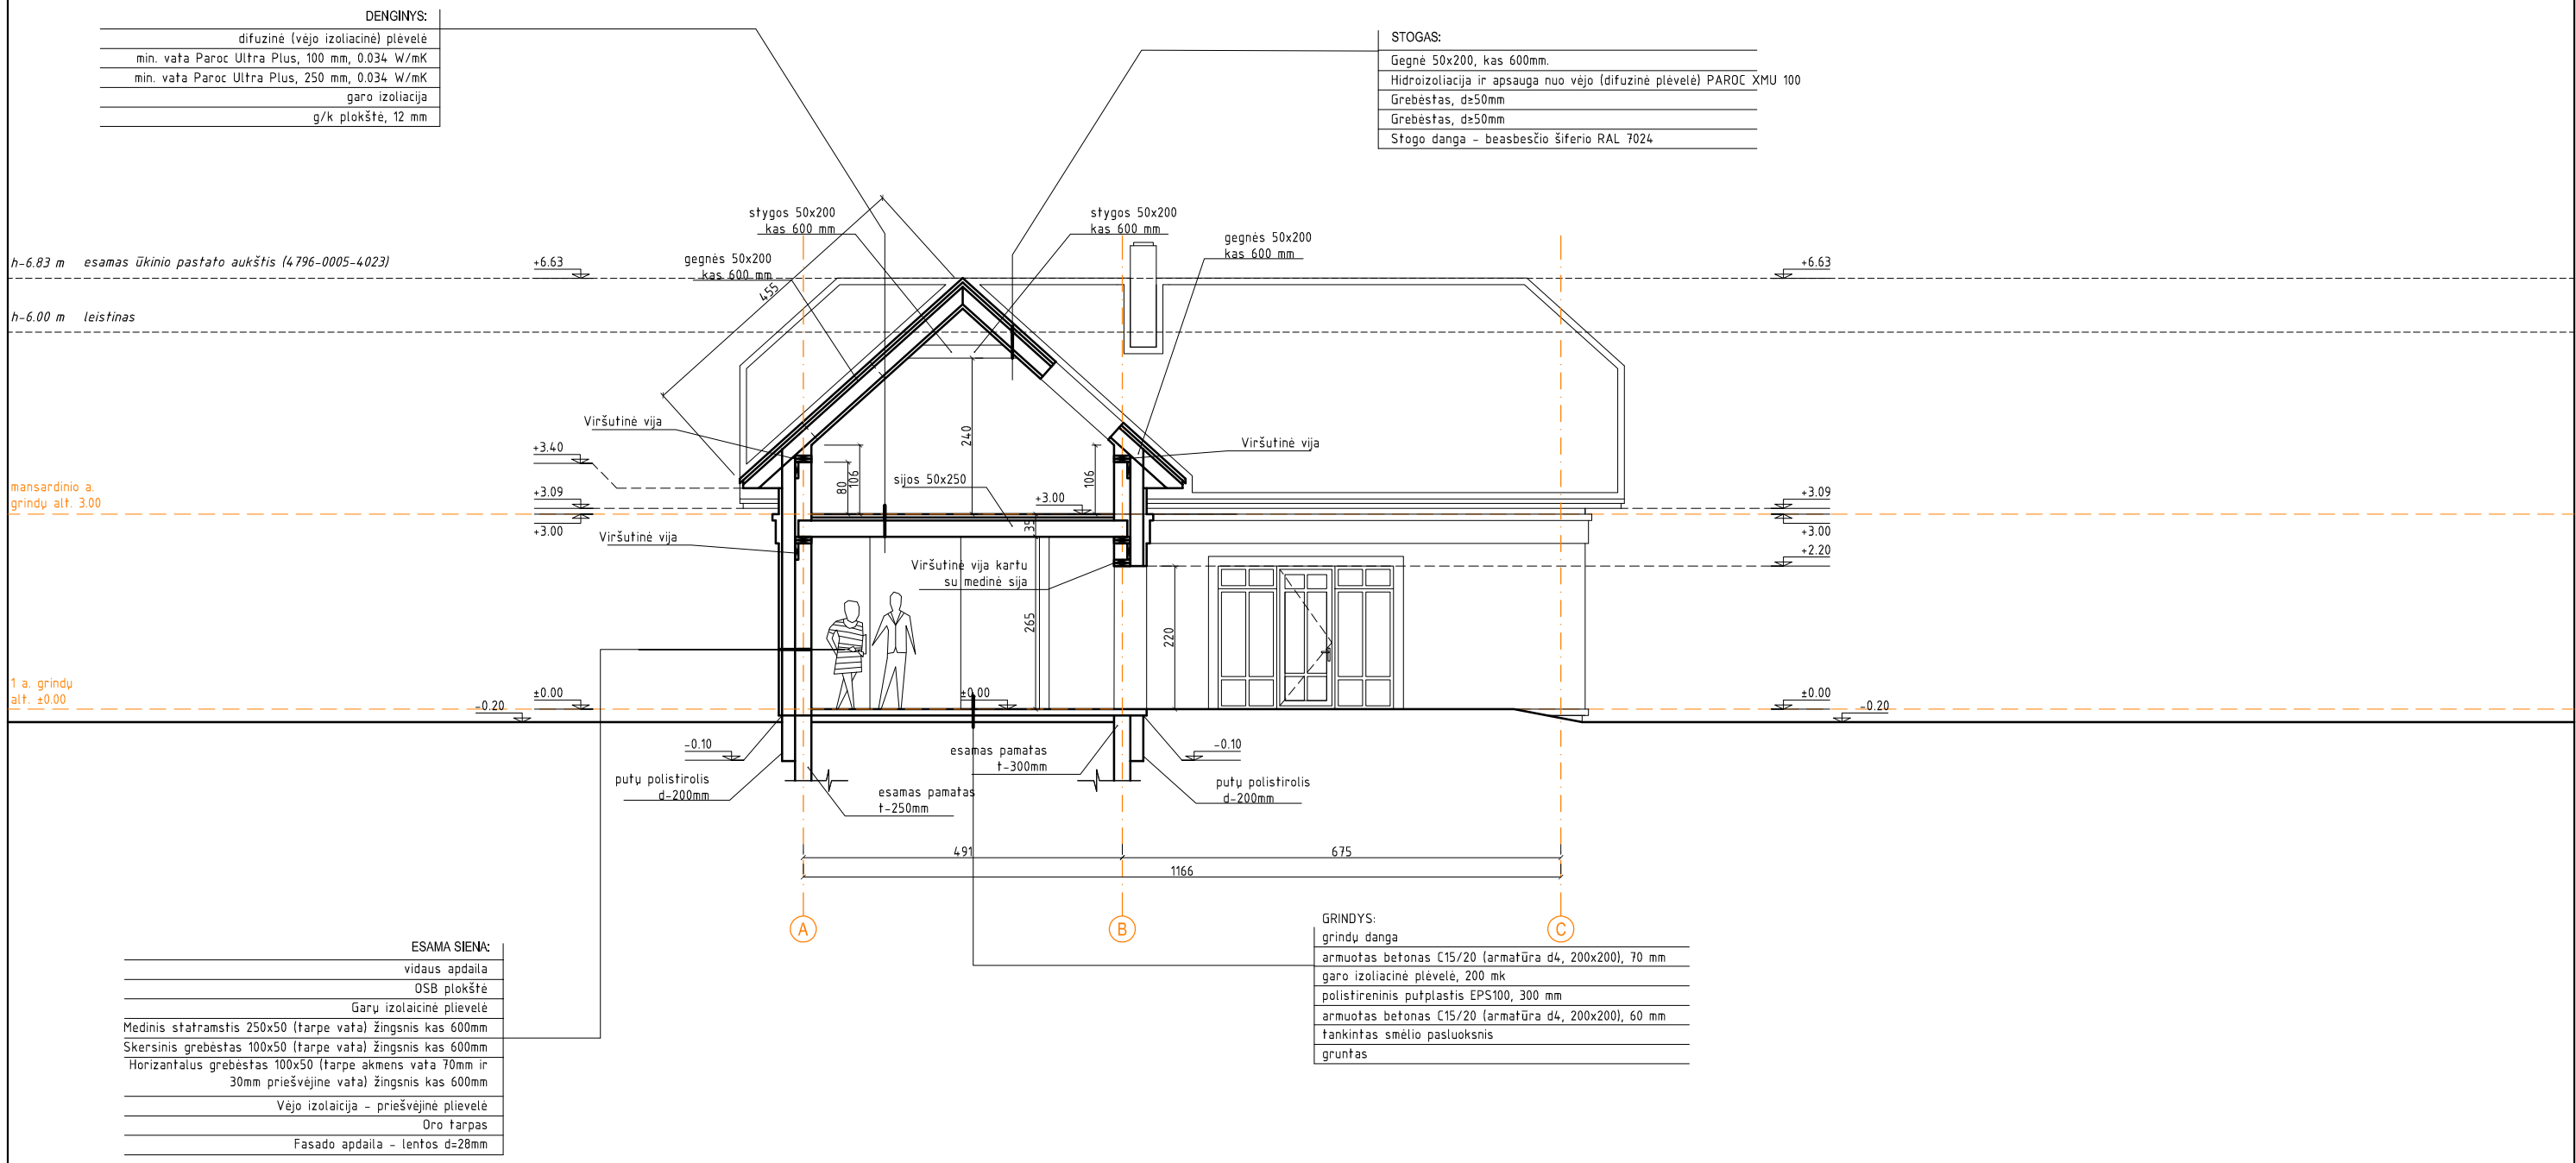 DENGINYS:
difuzinė (vėjo izoliacinė) plėvelė
min. vata Paroc Ultra Plus, 100 mm, 0.034 W/mK
min. vata Paroc Ultra Plus, 250 mm, 0.034 W/mK
garo izoliacija
g/k plokštė, 12 mm
STOGAS:
Gegnė 50x200, kas 600mm.
Hidroizoliacija ir apsauga nuo vėjo (difuzinė plėvelė) PAROC XMU 100
Grebėstas, d≥50mm
Grebėstas, d≥50mm
Stogo danga - beasbesčio šiferio RAL 7024
stygos 50x200
kas 600 mm
stygos 50x200
kas 600 mm
gegnės 50x200
kas 600 mm
gegnės 50x200
kas 600 mm
h-6.83 m esamas ūkinio pastato aukštis (4796-0005-4023)
+6.63
+6.63
455
h-6.00 m leistinas
Viršutinė vija
Viršutinė vija
+3.40
240
106
80
106
sijos 50x250
mansardinio a.
grindų alt. 3.00
+3.09
+3.00
+3.00
35
+3.09
+3.00
+2.20
Viršutinė vija
Viršutinė vija kartu
su medinė sija
265
220
1 a. grindų
alt. ±0.00
±0.00
±0.00
±0.00
-0.20
-0.20
-0.10
-0.10
esamas pamatas
t-300mm
putų polistirolis
d-200mm
esamas pamatas
t-250mm
putų polistirolis
d-200mm
491
675
1166
A
B
C
ESAMA SIENA:
vidaus apdaila
OSB plokštė
Garų izolaicinė plievelė
Medinis statramstis 250x50 (tarpe vata) žingsnis kas 600mm
Skersinis grebėstas 100x50 (tarpe vata) žingsnis kas 600mm
Horizantalus grebėstas 100x50 (tarpe akmens vata 70mm ir
30mm priešvėjine vata) žingsnis kas 600mm
Vėjo izolaicija - priešvėjinė plievelė
Oro tarpas
Fasado apdaila - lentos d=28mm
GRINDYS:
grindų danga
armuotas betonas C15/20 (armatūra d4, 200x200), 70 mm
garo izoliacinė plėvelė, 200 mk
polistireninis putplastis EPS100, 300 mm
armuotas betonas C15/20 (armatūra d4, 200x200), 60 mm
tankintas smėlio pasluoksnis
gruntas